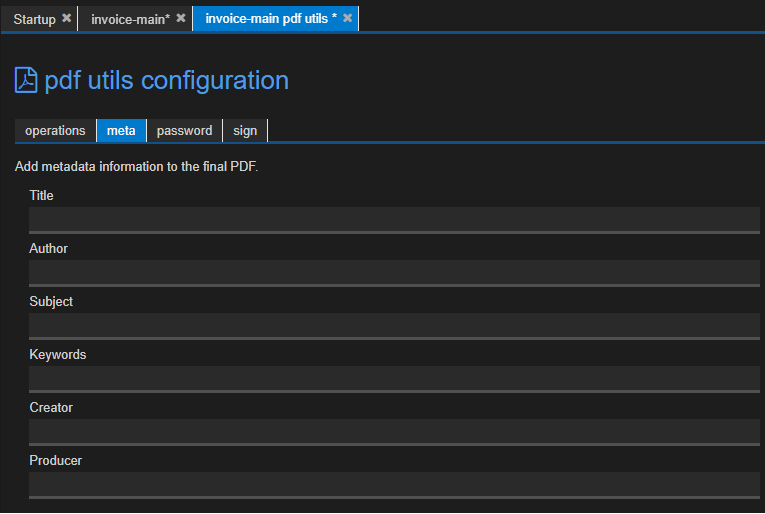 Startup ✖ invoice-main* ✖ invoice-main pdf utils * ✖
pdf utils configuration
operations meta password sign
Add metadata information to the final PDF.
Title
Author
Subject
Keywords
Creator
Producer